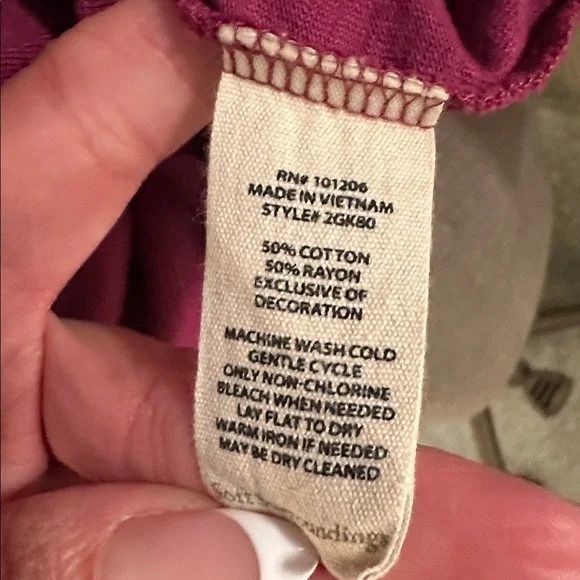 RN# 101206
MADE IN VIETNAM
STYLE# 2GK80
50% COTTON
50% RAYON
EXCLUSIVE OF
DECORATION
MACHINE WASH COLD
GENTLE CYCLE
ONLY NON-CHLORINE
BLEACH WHEN NEEDED
LAY FLAT TO DRY
WARM IRON IF NEEDED
MAY BE DRY CLEANED
Soft